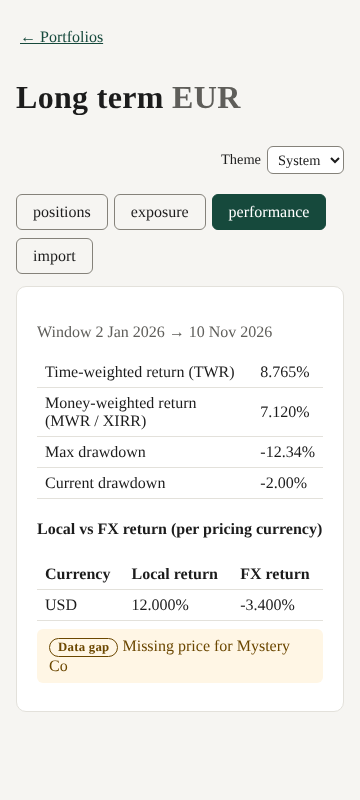 ← Portfolios
Long term EUR
Theme System
positions exposure performance
import
Window 2 Jan 2026 → 10 Nov 2026
Time-weighted return (TWR) 8.765%
Money-weighted return
(MWR / XIRR) 7.120%
Max drawdown -12.34%
Current drawdown -2.00%
Local vs FX return (per pricing currency)
Currency Local return FX return
USD 12.000% -3.400%
Data gap Missing price for Mystery
Co